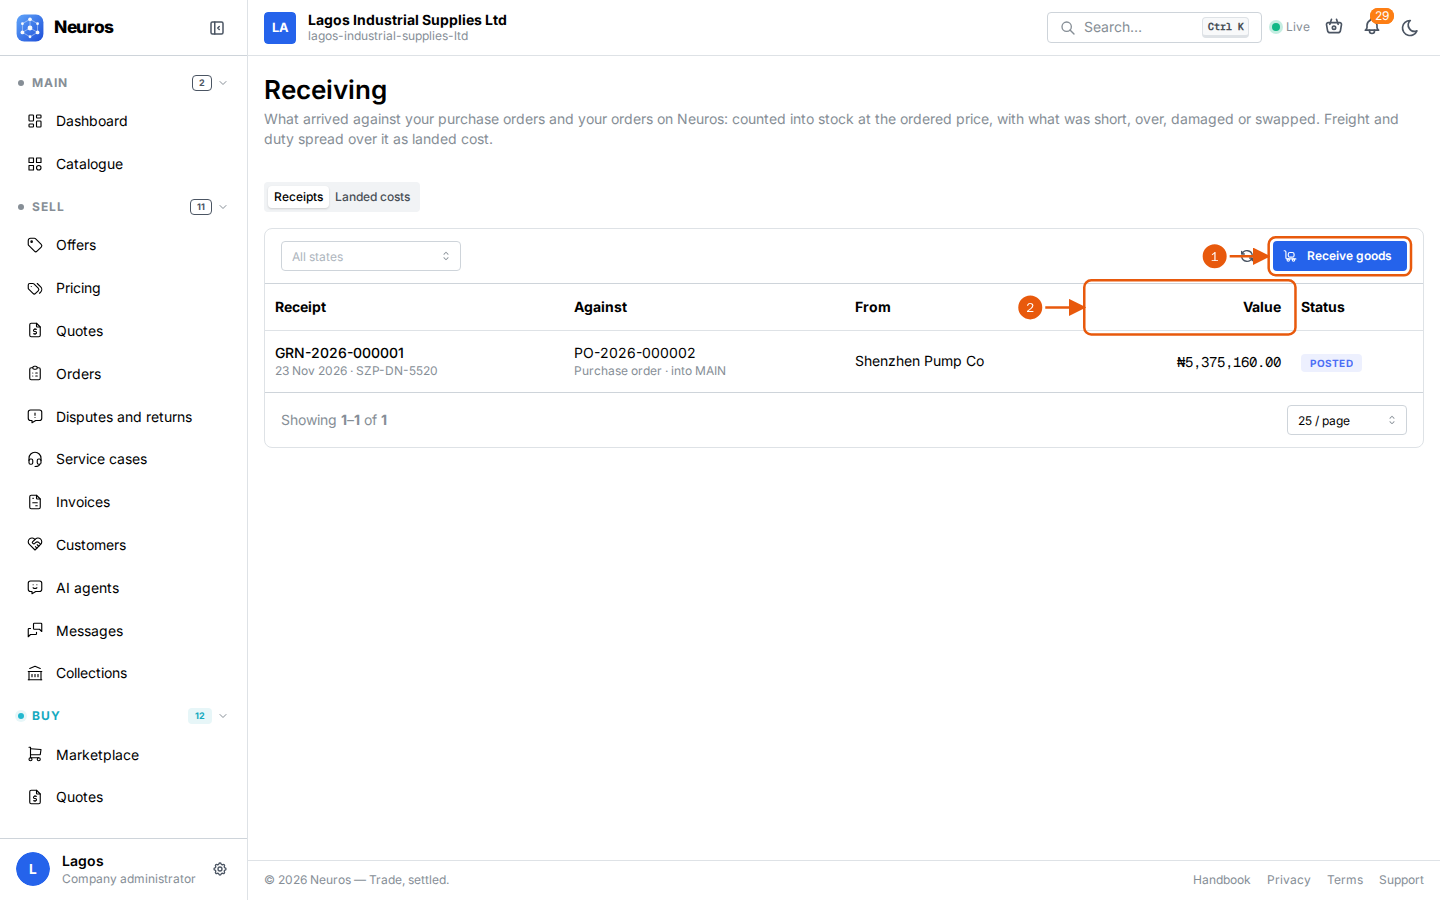 Neuros
LA
Lagos Industrial Supplies Ltd
lagos-industrial-supplies-ltd
Search...
Ctrl K
Live
29
MAIN
2
Dashboard
Catalogue
SELL
11
Offers
Pricing
Quotes
Orders
Disputes and returns
Service cases
Invoices
Customers
AI agents
Messages
Collections
BUY
12
Marketplace
Quotes
L
Lagos
Company administrator
Receiving
What arrived against your purchase orders and your orders on Neuros: counted into stock at the ordered price, with what was short, over, damaged or swapped. Freight and
duty spread over it as landed cost.
Receipts
Landed costs
All states
1
Receive goods
Receipt
Against
From
2
Value
Status
GRN-2026-000001
23 Nov 2026 · SZP-DN-5520
PO-2026-000002
Purchase order · into MAIN
Shenzhen Pump Co
₦5,375,160.00
POSTED
Showing 1–1 of 1
25 / page
© 2026 Neuros — Trade, settled.
Handbook
Privacy
Terms
Support